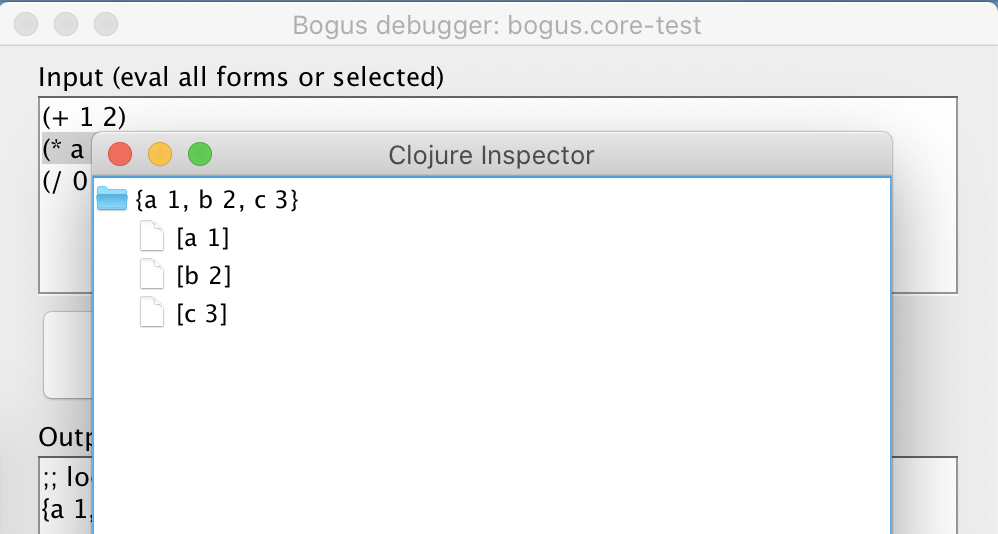 Bogus debugger: bogus.core-test
Input (eval all forms or selected)
(+ 1 2)
(* a
(/ 0
Clojure Inspector
{a 1, b 2, c 3}
[a 1]
[b 2]
[c 3]
;; lo
{a 1,